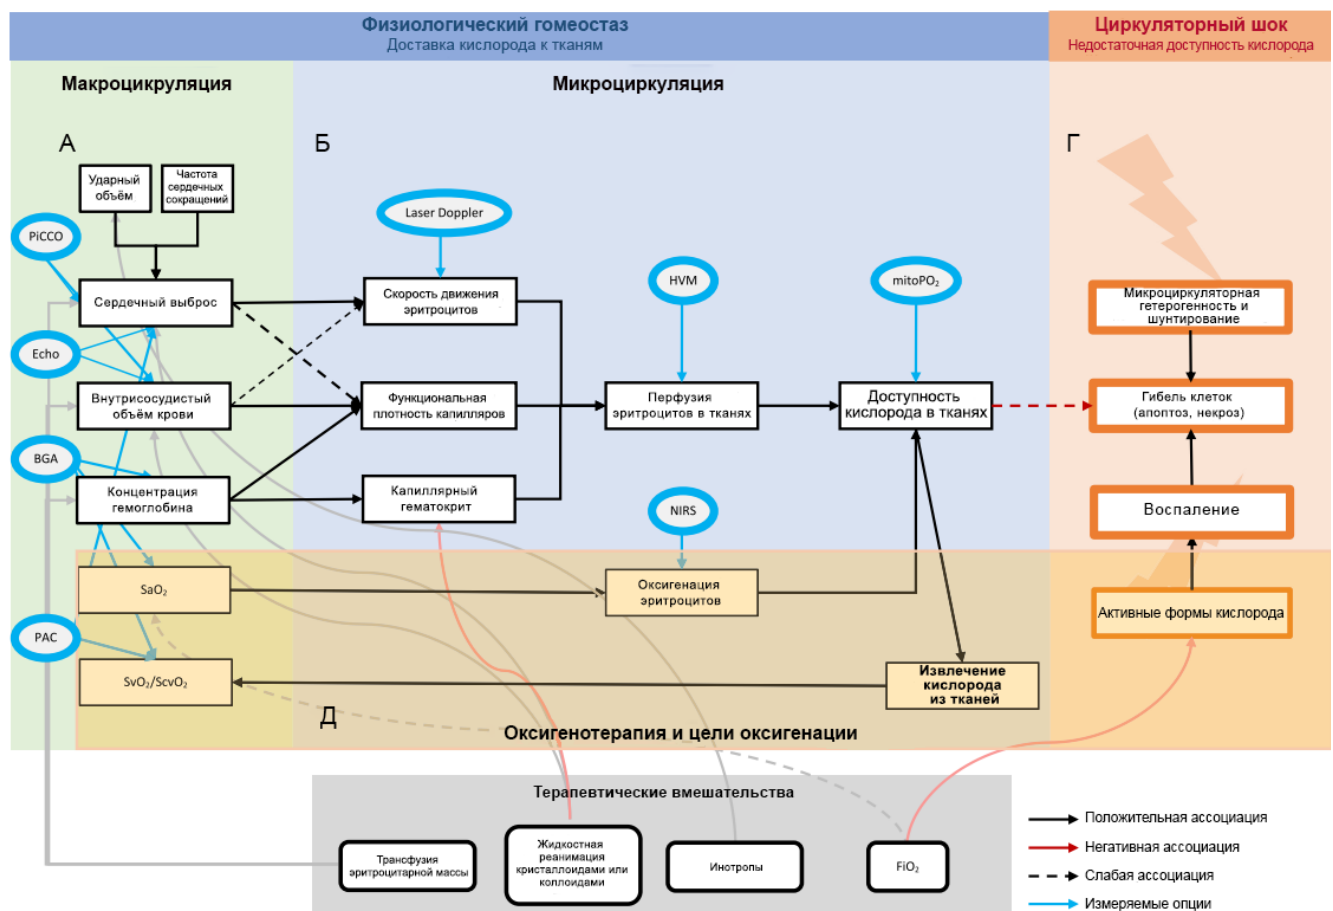 Физиологический гомеостаз
Доставка кислорода к тканям
Циркуляторный шок
Недостаточная доступность кислорода
Макроцикруляция
Микроциркуляция
А
Б
Г
Ударный
объём
Частота
сердечных
сокращений
PiCCO
Laser Doppler
HVM
mitoPO₂
Сердечный выброс
Скорость движения
эритроцитов
Микроциркуляторная
гетерогенность и
шунтирование
Echo
Внутрисосудистый
объём крови
Функциональная
плотность капилляров
Перфузия
эритроцитов в тканях
Доступность
кислорода в тканях
Гибель клеток
(апоптоз, некроз)
BGA
Концентрация
гемоглобина
Капиллярный
гематокрит
NIRS
Воспаление
SaO₂
Оксигенация
эритроцитов
Активные формы кислорода
PAC
SvO₂/ScvO₂
Извлечение
кислорода
из тканей
Д
Оксигенотерапия и цели оксигенации
Терапевтические вмешательства
Трансфузия
эритроцитарной массы
Жидкостная
реанимация
кристаллоидами или
коллоидами
Инотропы
FiO₂
Положительная ассоциация
Негативная ассоциация
Слабая ассоциация
Измеряемые опции